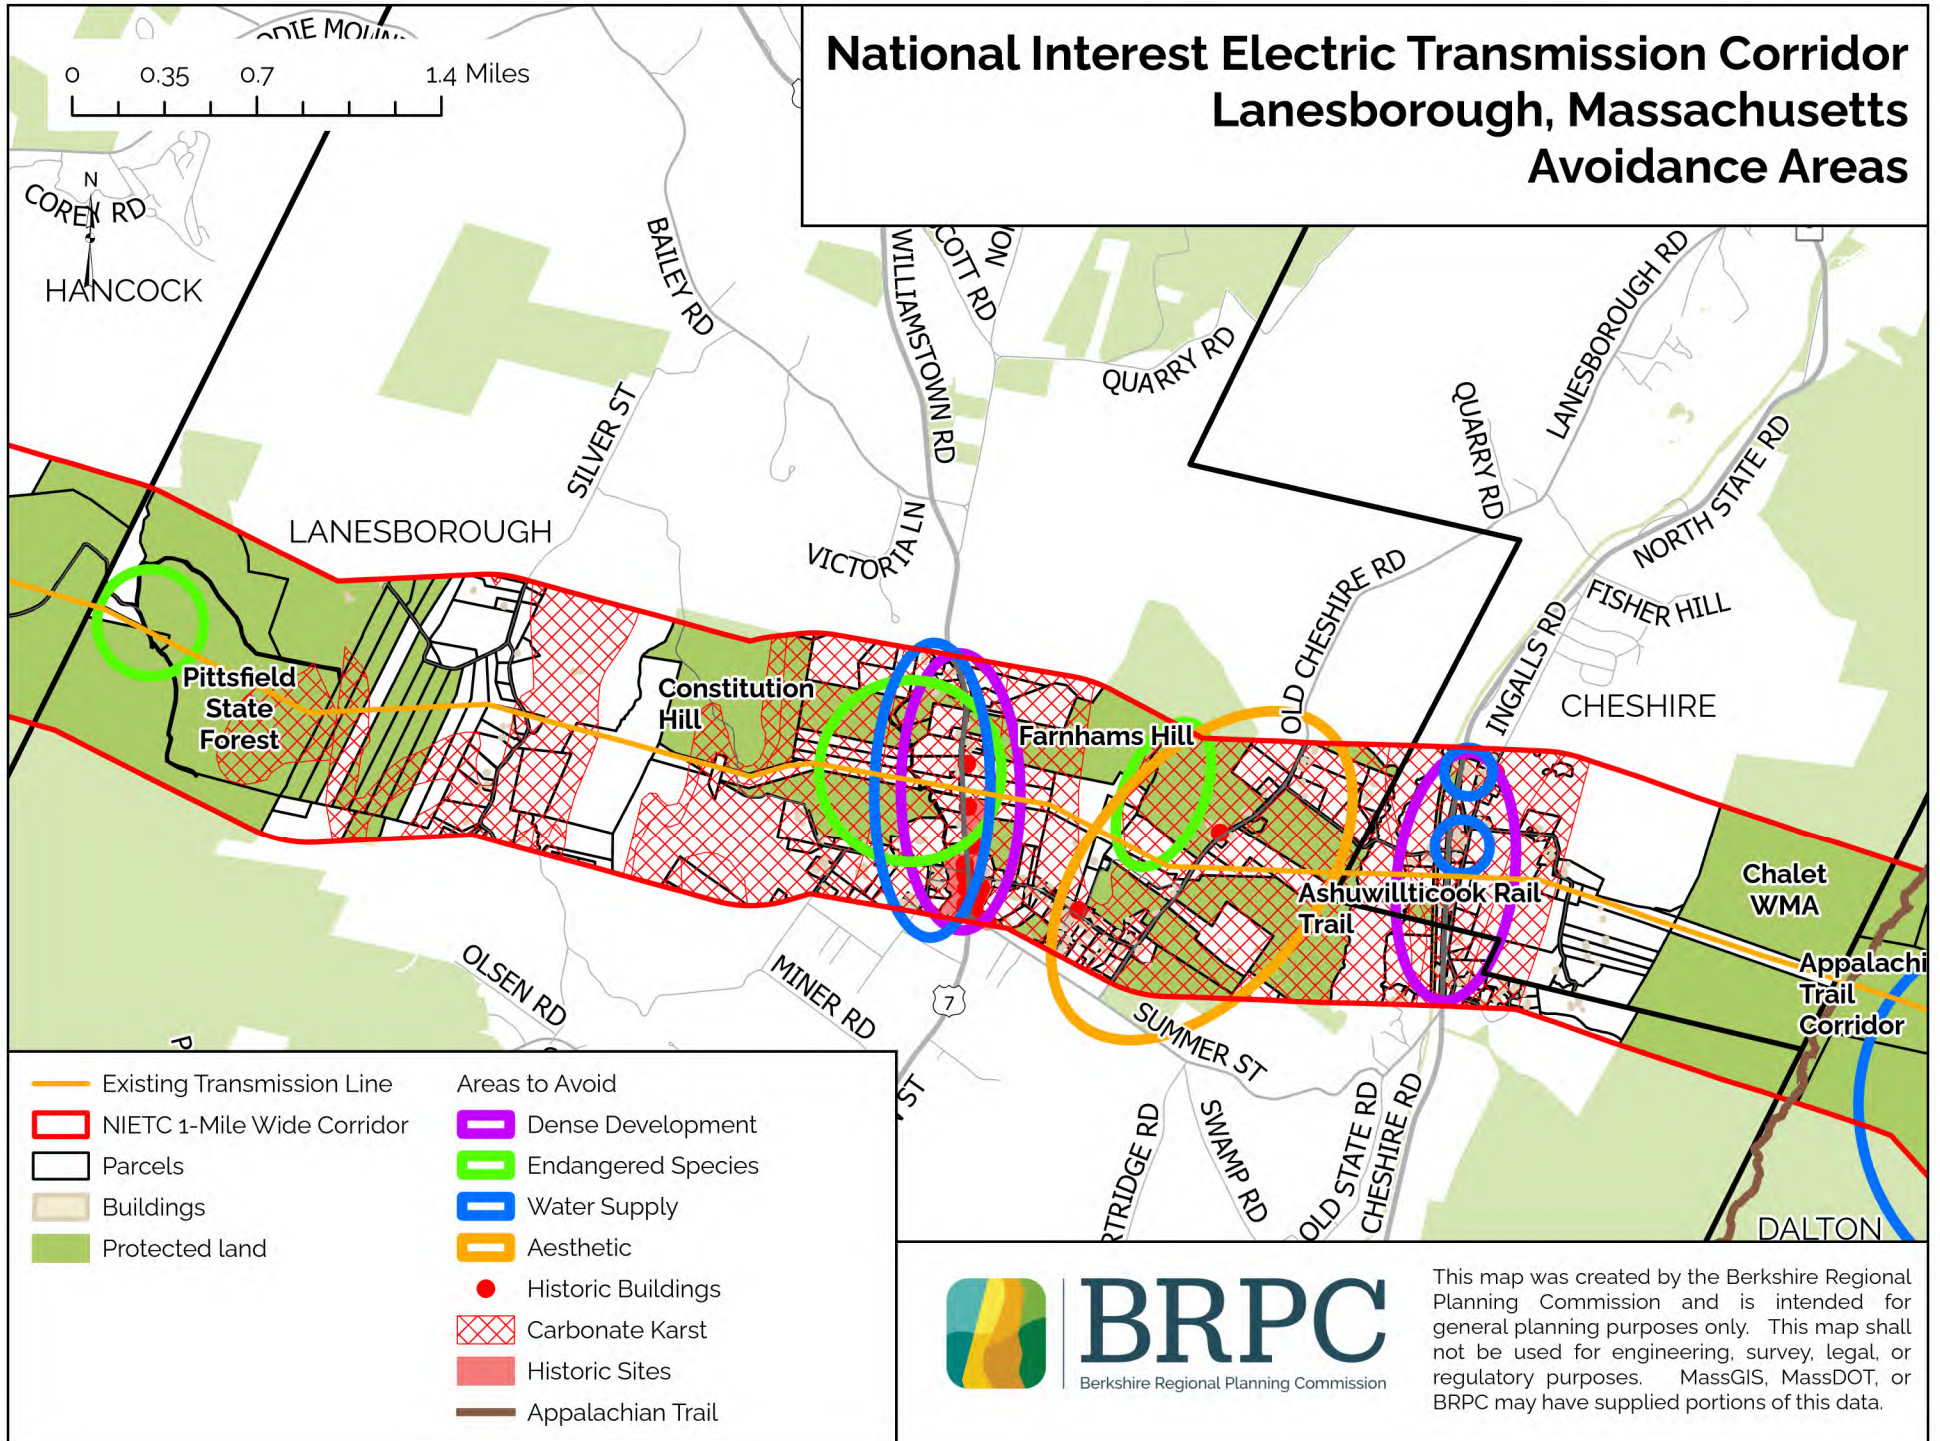 National Interest Electric Transmission Corridor
Lanesborough, Massachusetts
Avoidance Areas
0 0.35 0.7 1.4 Miles
N
COREY RD
HANCOCK
BAILEY RD
WILLIAMSTOWN RD
QUARRY RD
LANESBOROUGH RD
QUARRY RD
NORTH STATE RD
SILVER ST
LANESBOROUGH
VICTORIA LN
OLD CHESHIRE RD
FISHER HILL
INGALLS RD
CHESHIRE
Pittsfield
State
Forest
Constitution
Hill
Farnhams Hill
Ashuwillticook Rail
Trail
Chalet
WMA
Appalachi
Trail
Corridor
OLSEN RD
MINER RD
7
SUMMER ST
SWAMP RD
OLD STATE RD
CHESHIRE RD
RTRIDGE RD
DALTON
Existing Transmission Line
NIETC 1-Mile Wide Corridor
Parcels
Buildings
Protected land
Areas to Avoid
Dense Development
Endangered Species
Water Supply
Aesthetic
Historic Buildings
Carbonate Karst
Historic Sites
Appalachian Trail
BRPC
Berkshire Regional Planning Commission
This map was created by the Berkshire Regional
Planning Commission and is intended for
general planning purposes only. This map shall
not be used for engineering, survey, legal, or
regulatory purposes. MassGIS, MassDOT, or
BRPC may have supplied portions of this data.